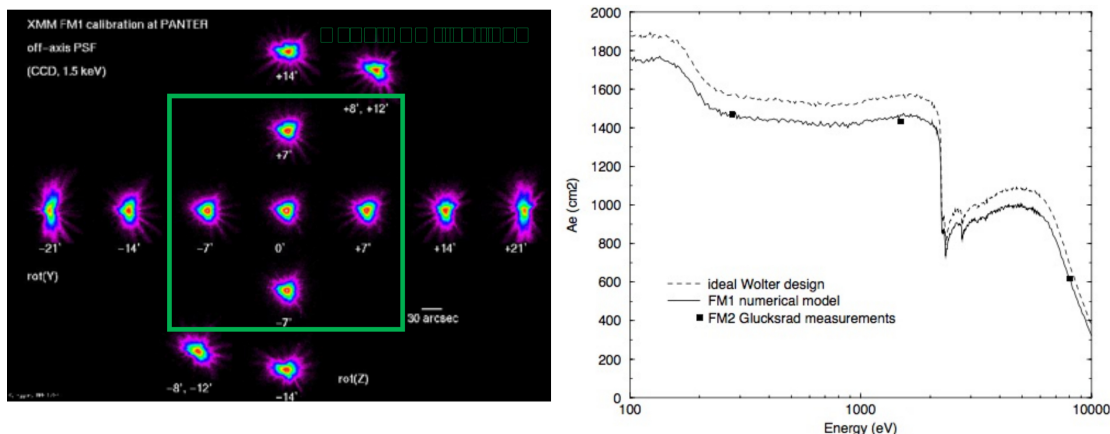 XMM FM1 calibration at PANTER
off-axis PSF
(CCD, 1.5 keV)
+14'
+8', +12'
+7'
-21'
-14'
-7'
0'
+7'
+14'
+21'
rot(Y)
-7'
30 arcsec
-8', -12'
-14'
rot(Z)
Ae (cm2)
2000
1800
1600
1400
1200
1000
800
600
400
200
0
ideal Wolter design
FM1 numerical model
FM2 Glucksrad measurements
100
1000
10000
Energy (eV)